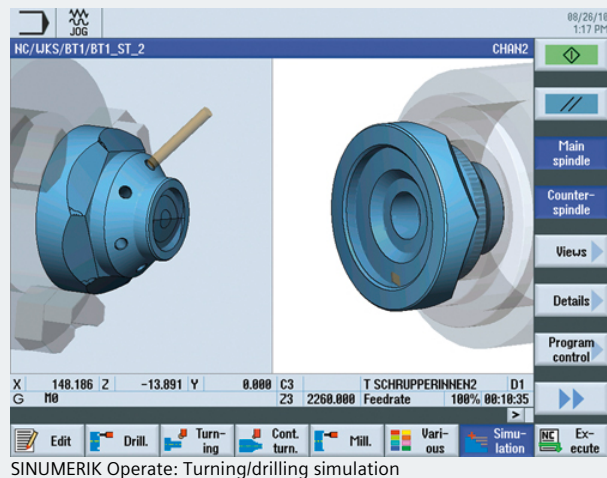 08/26/10
JOG
1:17 PM
NC/WKS/BT1/BT1_ST_2 CHAN2
Main
spindle
Counter-
spindle
Views
Details
Program
control
X 148.186 Z -13.891 Y 0.000 C3 T SCHRUPPERINNEN2 D1
G M0 Z3 2260.000 Feedrate 100% 00:10:35
>
Edit Drill. Turn-
ing Cont.
turn. Mill. Vari-
ous Simu-
lation NC Ex-
ecute
SINUMERIK Operate: Turning/drilling simulation